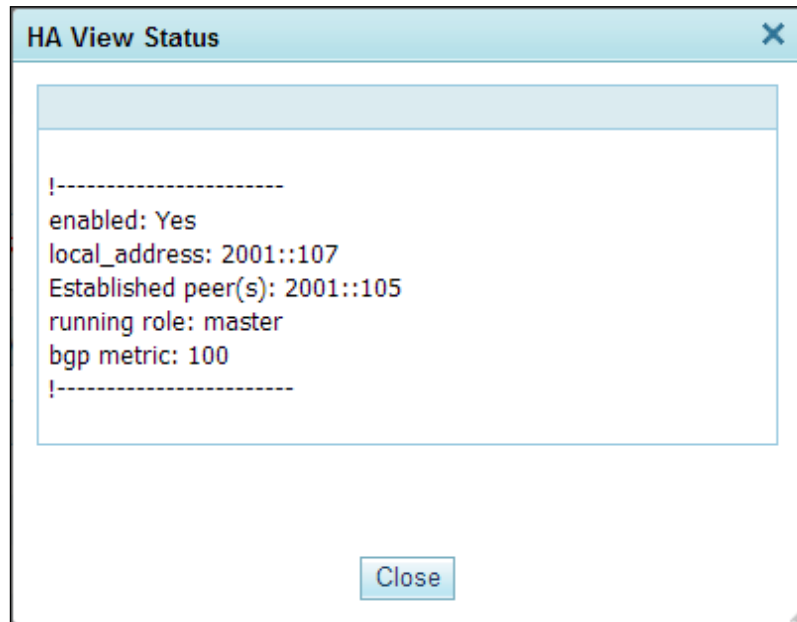 HA View Status
!-----------------------
enabled: Yes
local_address: 2001::107
Established peer(s): 2001::105
running role: master
bgp metric: 100
!------------------------
Close